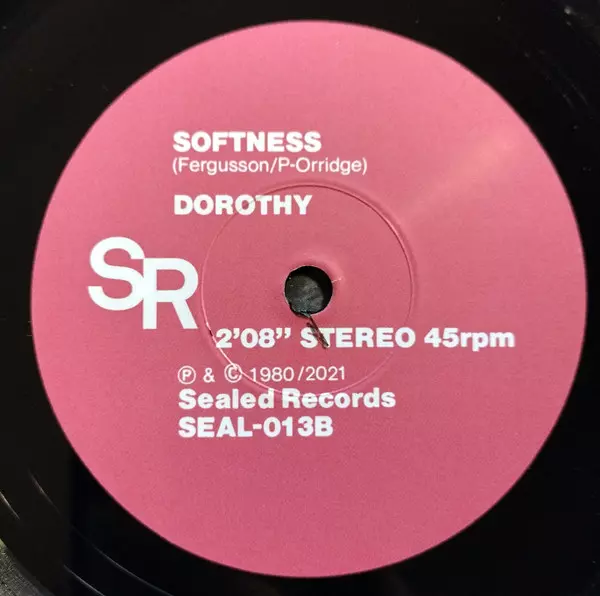 SOFTNESS
(Fergusson/P-Orridge)
DOROTHY
SR
2’08” STEREO 45rpm
Ⓟ & © 1980/2021
Sealed Records
SEAL-013B